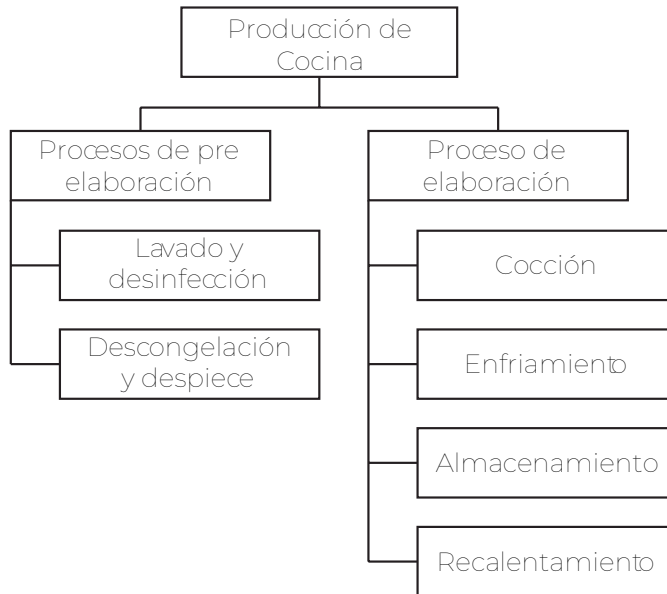 Producción de
Cocina
Procesos de pre
elaboración
Lavado y
desinfección
Descongelación
y despiece
Proceso de
elaboración
Cocción
Enfriamiento
Almacenamiento
Recalentamiento